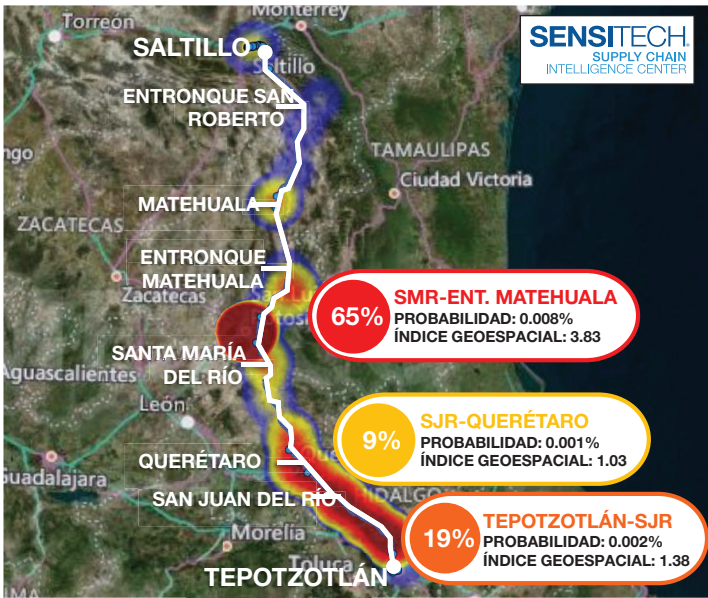 Torreón
Monterrey
SENSITECH®
SUPPLY CHAIN
INTELLIGENCE CENTER
SALTILLO
Saltillo
ENTRONQUE SAN
ROBERTO
TAMAULIPAS
Ciudad Victoria
MATEHUALA
ZACATECAS
ENTRONQUE
MATEHUALA
Zacatecas
65%
SMR-ENT. MATEHUALA
PROBABILIDAD: 0.008%
ÍNDICE GEOESPACIAL: 3.83
SANTA MARÍA
DEL RÍO
Aguascalientes
León
9%
SJR-QUERÉTARO
PROBABILIDAD: 0.001%
ÍNDICE GEOESPACIAL: 1.03
QUERÉTARO
Guadalajara
SAN JUAN DEL RÍO
HIDALGO
Morelia
19%
TEPOTZOTLÁN-SJR
PROBABILIDAD: 0.002%
ÍNDICE GEOESPACIAL: 1.38
Toluca
TEPOTZOTLÁN